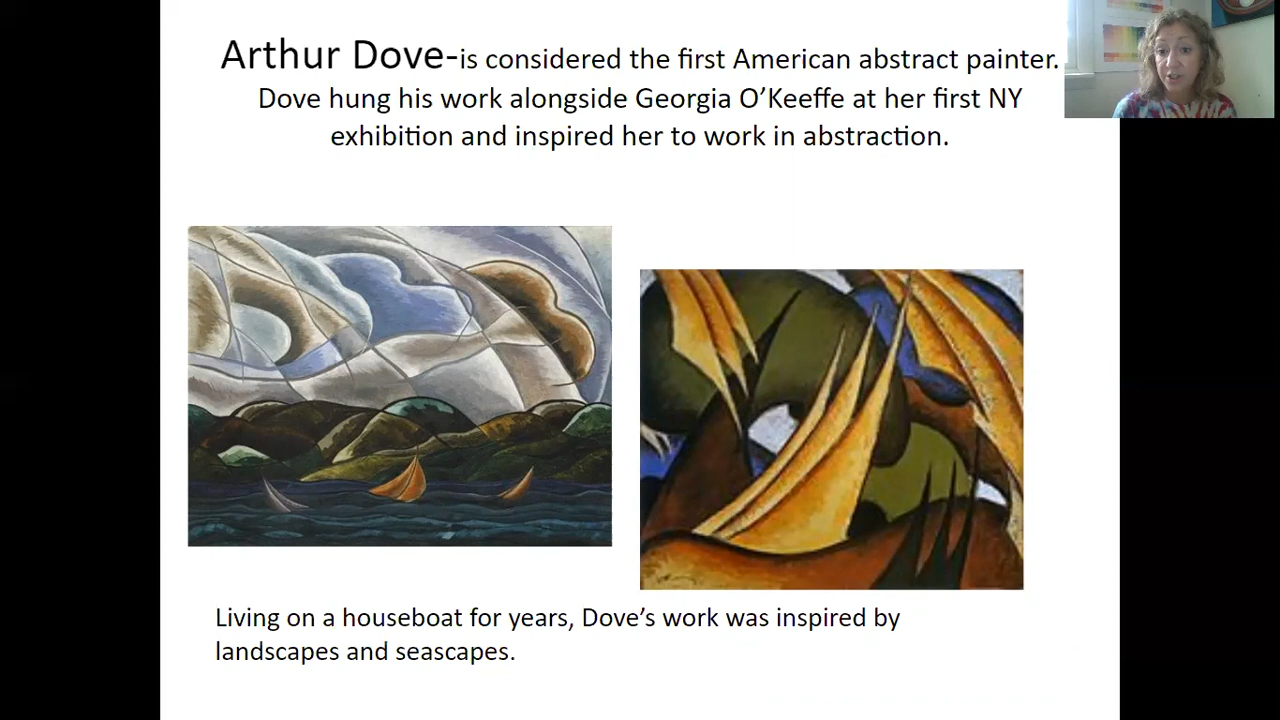 Arthur Dove-is considered the first American abstract painter.
Dove hung his work alongside Georgia O’Keeffe at her first NY
exhibition and inspired her to work in abstraction.
Living on a houseboat for years, Dove’s work was inspired by
landscapes and seascapes.